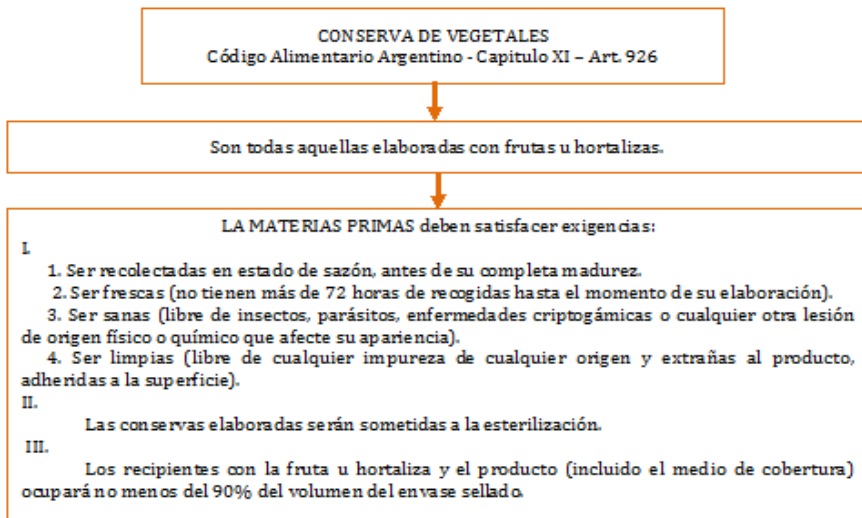 CONSERVA DE VEGETALES
Código Alimentario Argentino - Capitulo XI – Art. 926
Son todas aquellas elaboradas con frutas u hortalizas.
LA MATERIAS PRIMAS deben satisfacer exigencias:
I.
1. Ser recolectadas en estado de sazón, antes de su completa madurez.
2. Ser frescas (no tienen más de 72 horas de recogidas hasta el momento de su elaboración).
3. Ser sanas (libre de insectos, parásitos, enfermedades criptogámicas o cualquier otra lesión
de origen físico o químico que afecte su apariencia).
4. Ser limpias (libre de cualquier impureza de cualquier origen y extrañas al producto,
adheridas a la superficie).
II.
Las conservas elaboradas serán sometidas a la esterilización.
III.
Los recipientes con la fruta u hortaliza y el producto (incluido el medio de cobertura)
ocupará no menos del 90% del volumen del envase sellado.